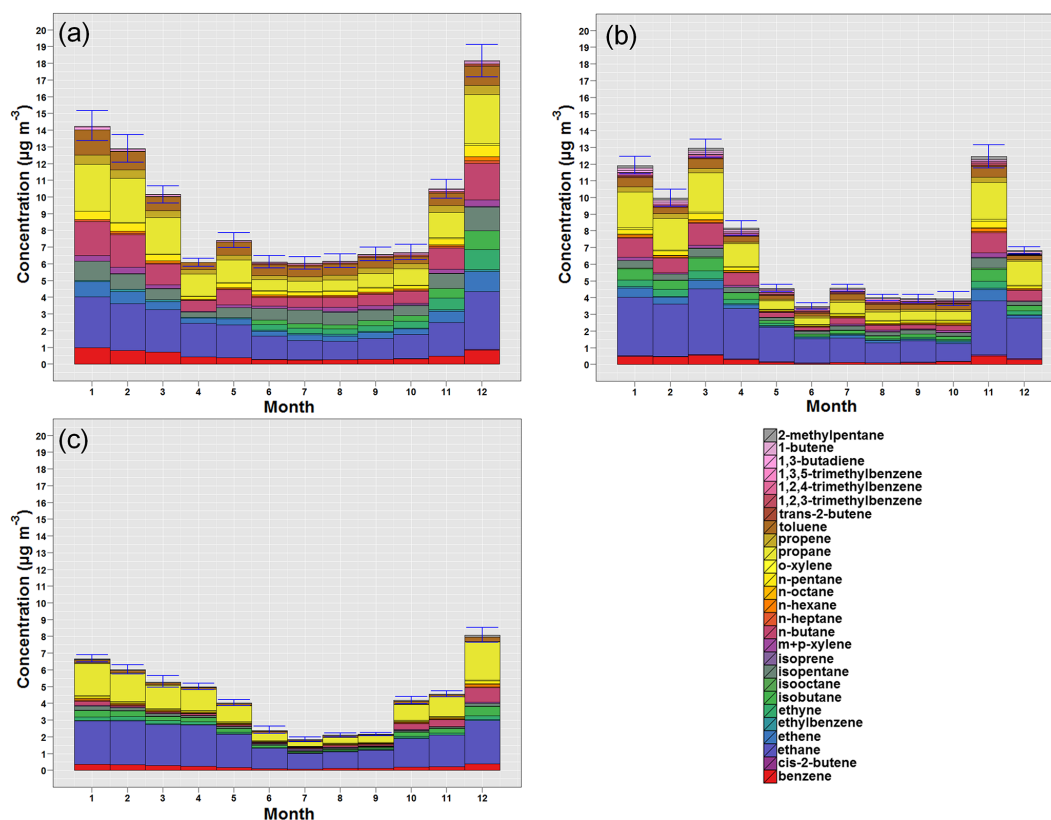 (a)
Concentration (µg m⁻³)
20
19
18
17
16
15
14
13
12
11
10
9
8
7
6
5
4
3
2
1
0
1 2 3 4 5 6 7 8 9 10 11 12
Month
(b)
Concentration (µg m⁻³)
20
19
18
17
16
15
14
13
12
11
10
9
8
7
6
5
4
3
2
1
0
1 2 3 4 5 6 7 8 9 10 11 12
Month
(c)
Concentration (µg m⁻³)
20
19
18
17
16
15
14
13
12
11
10
9
8
7
6
5
4
3
2
1
0
1 2 3 4 5 6 7 8 9 10 11 12
Month
2-methylpentane
1-butene
1,3-butadiene
1,3,5-trimethylbenzene
1,2,4-trimethylbenzene
1,2,3-trimethylbenzene
trans-2-butene
toluene
propene
propane
o-xylene
n-pentane
n-octane
n-hexane
n-heptane
n-butane
m+p-xylene
isoprene
isopentane
isooctane
isobutane
ethyne
ethylbenzene
ethene
ethane
cis-2-butene
benzene